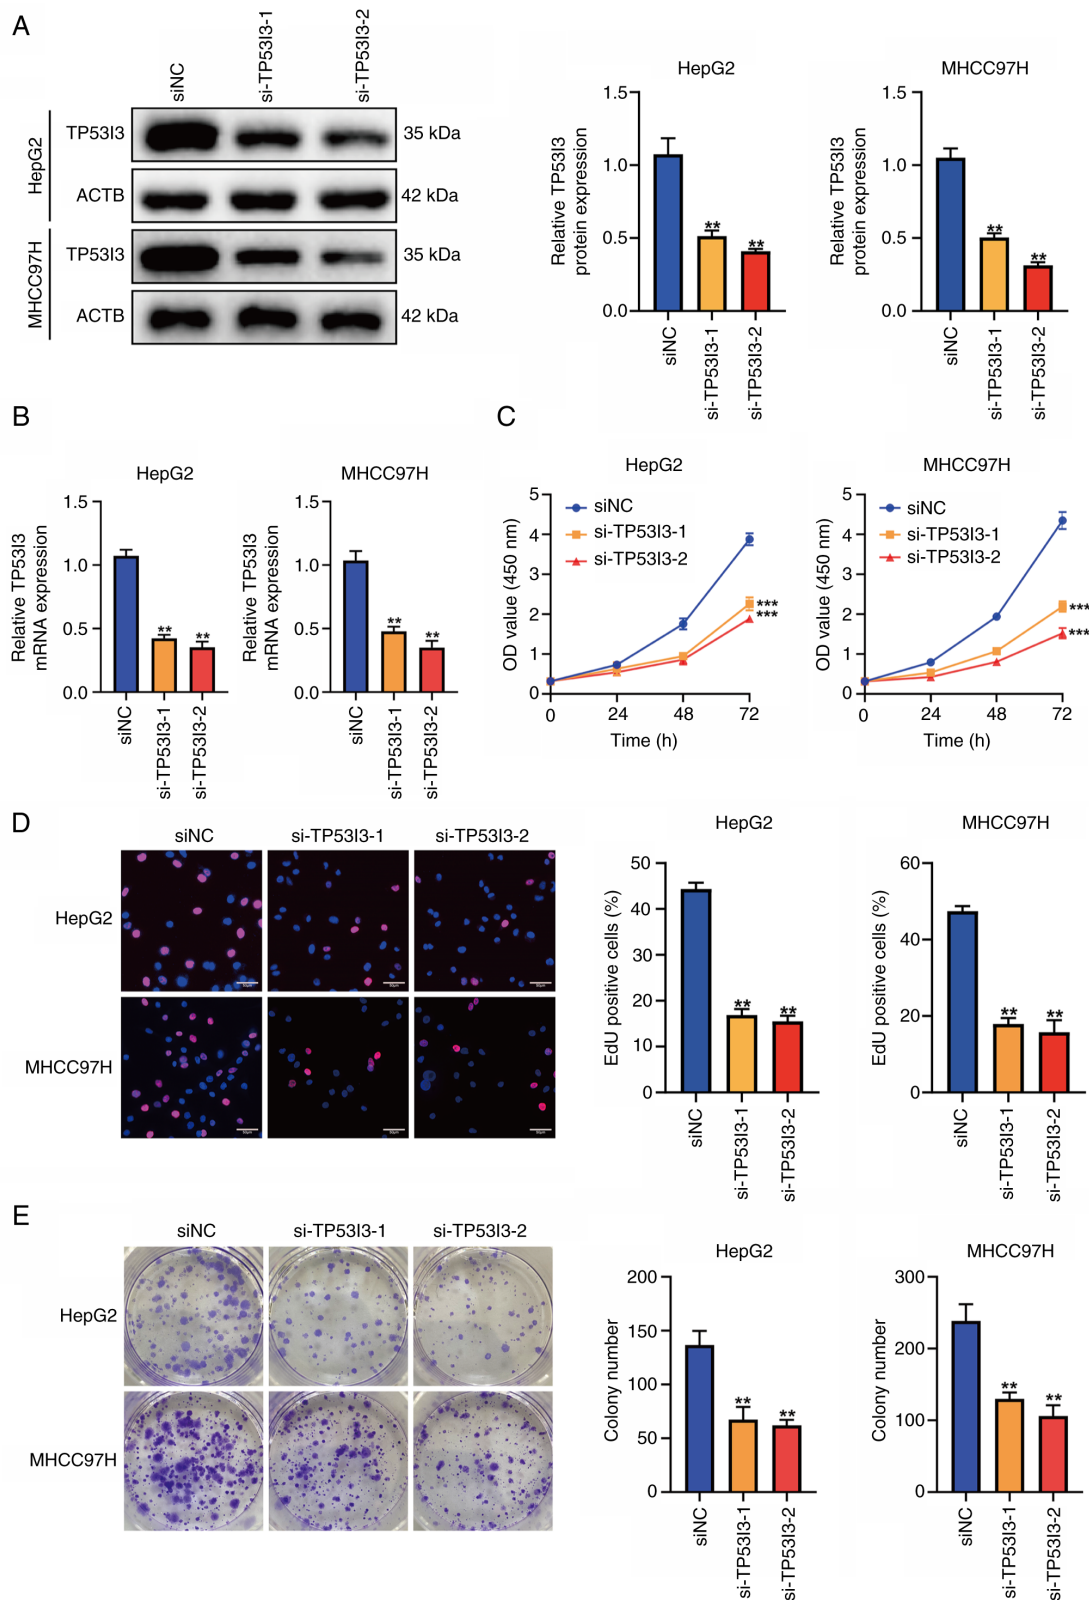 A
siNC
si-TP53I3-1
si-TP53I3-2
HepG2
TP53I3
35 kDa
ACTB
42 kDa
MHCC97H
TP53I3
35 kDa
ACTB
42 kDa
HepG2
Relative TP53I3
protein expression
1.5
1.0
0.5
0.0
**
**
siNC
si-TP53I3-1
si-TP53I3-2
MHCC97H
Relative TP53I3
protein expression
1.5
1.0
0.5
0.0
**
**
siNC
si-TP53I3-1
si-TP53I3-2
B
HepG2
Relative TP53I3
mRNA expression
1.5
1.0
0.5
0.0
**
**
siNC
si-TP53I3-1
si-TP53I3-2
MHCC97H
Relative TP53I3
mRNA expression
1.5
1.0
0.5
0.0
**
**
siNC
si-TP53I3-1
si-TP53I3-2
C
HepG2
OD value (450 nm)
5
4
3
2
1
0
siNC
si-TP53I3-1
si-TP53I3-2
***
***
0 24 48 72
Time (h)
MHCC97H
OD value (450 nm)
5
4
3
2
1
0
siNC
si-TP53I3-1
si-TP53I3-2
***
***
0 24 48 72
Time (h)
D
siNC si-TP53I3-1 si-TP53I3-2
HepG2
MHCC97H
HepG2
EdU positive cells (%)
50
40
30
20
10
0
**
**
siNC
si-TP53I3-1
si-TP53I3-2
MHCC97H
EdU positive cells (%)
60
40
20
0
**
**
siNC
si-TP53I3-1
si-TP53I3-2
E
siNC si-TP53I3-1 si-TP53I3-2
HepG2
MHCC97H
HepG2
Colony number
200
150
100
50
0
**
**
siNC
si-TP53I3-1
si-TP53I3-2
MHCC97H
Colony number
300
200
100
0
**
**
siNC
si-TP53I3-1
si-TP53I3-2